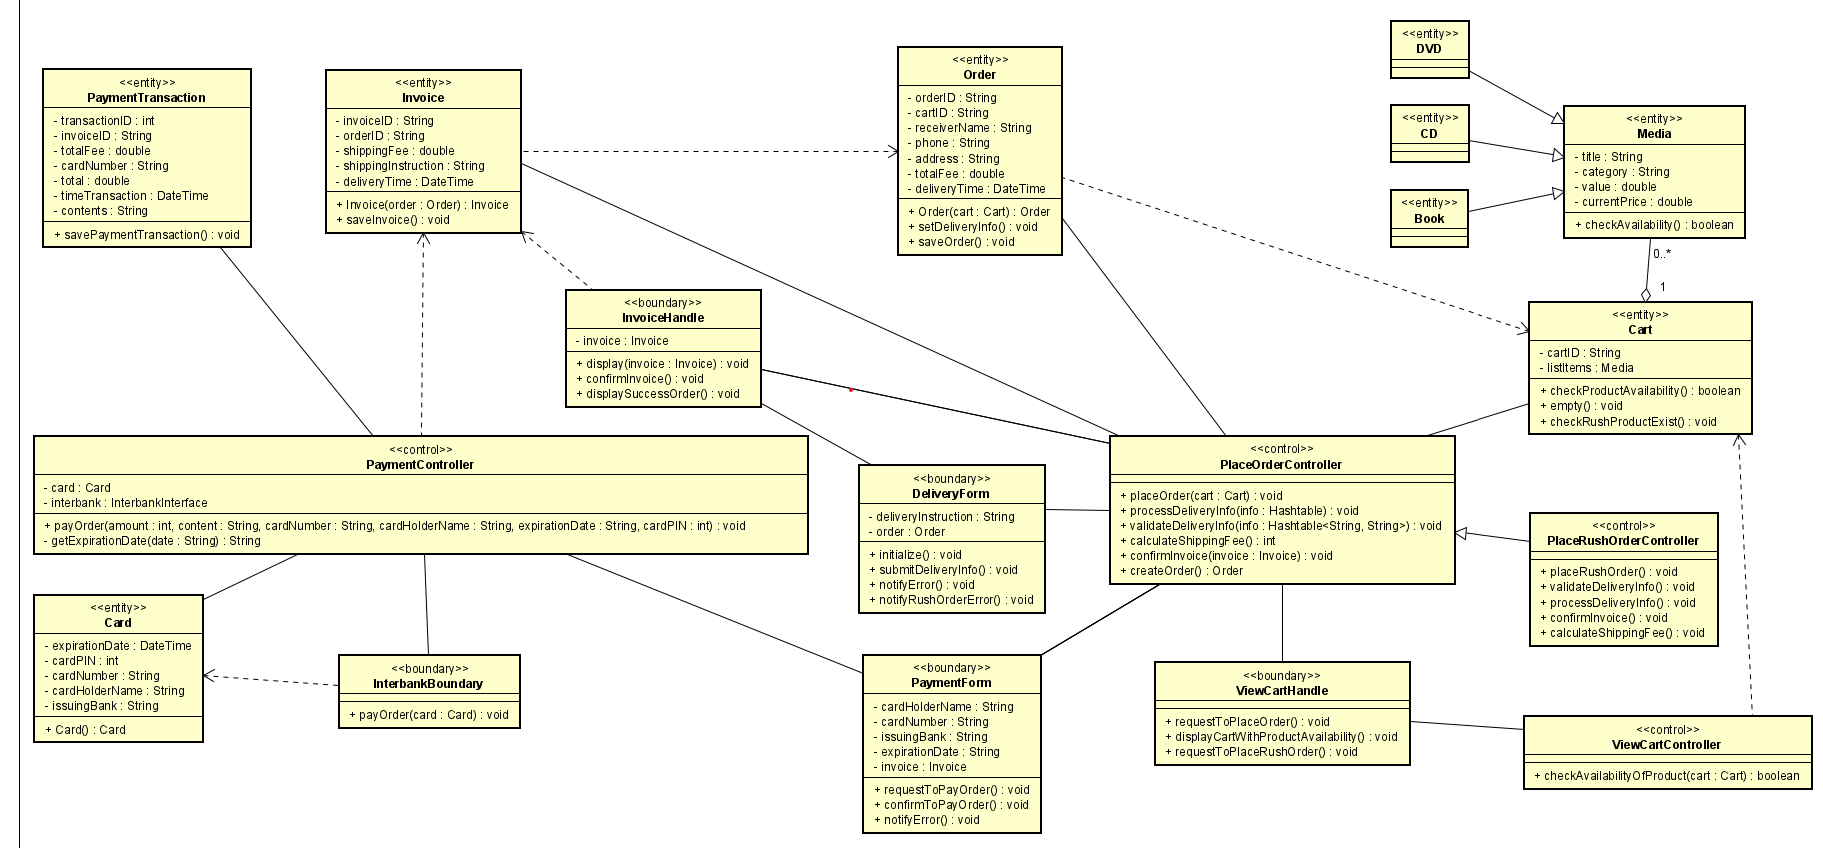 <<entity>>
DVD
<<entity>>
CD
<<entity>>
Book
<<entity>>
Media
- title : String
- category : String
- value : double
- currentPrice : double
+ checkAvailability() : boolean
0..*
1
<<entity>>
PaymentTransaction
- transactionID : int
- invoiceID : String
- totalFee : double
- cardNumber : String
- total : double
- timeTransaction : DateTime
- contents : String
+ savePaymentTransaction() : void
<<entity>>
Invoice
- invoiceID : String
- orderID : String
- shippingFee : double
- shippingInstruction : String
- deliveryTime : DateTime
+ Invoice(order : Order) : Invoice
+ saveInvoice() : void
<<entity>>
Order
- orderID : String
- cartID : String
- receiverName : String
- phone : String
- address : String
- totalFee : double
- deliveryTime : DateTime
+ Order(cart : Cart) : Order
+ setDeliveryInfo() : void
+ saveOrder() : void
<<entity>>
Cart
- cartID : String
- listItems : Media
+ checkProductAvailability() : boolean
+ empty() : void
+ checkRushProductExist() : void
<<boundary>>
InvoiceHandle
- invoice : Invoice
+ display(invoice : Invoice) : void
+ confirmInvoice() : void
+ displaySuccessOrder() : void
<<control>>
PaymentController
- card : Card
- interbank : InterbankInterface
+ payOrder(amount : int, content : String, cardNumber : String, cardHolderName : String, expirationDate : String, cardPIN : int) : void
- getExpirationDate(date : String) : String
<<boundary>>
DeliveryForm
- deliveryInstruction : String
- order : Order
+ initialize() : void
+ submitDeliveryInfo() : void
+ notifyError() : void
+ notifyRushOrderError() : void
<<control>>
PlaceOrderController
+ placeOrder(cart : Cart) : void
+ processDeliveryInfo(info : Hashtable) : void
+ validateDeliveryInfo(info : Hashtable<String, String>) : void
+ calculateShippingFee() : int
+ confirmInvoice(invoice : Invoice) : void
+ createOrder() : Order
<<control>>
PlaceRushOrderController
+ placeRushOrder() : void
+ validateDeliveryInfo() : void
+ processDeliveryInfo() : void
+ confirmInvoice() : void
+ calculateShippingFee() : void
<<entity>>
Card
- expirationDate : DateTime
- cardPIN : int
- cardNumber : String
- cardHolderName : String
- issuingBank : String
+ Card() : Card
<<boundary>>
InterbankBoundary
+ payOrder(card : Card) : void
<<boundary>>
PaymentForm
- cardHolderName : String
- cardNumber : String
- issuingBank : String
- expirationDate : String
- invoice : Invoice
+ requestToPayOrder() : void
+ confirmToPayOrder() : void
+ notifyError() : void
<<boundary>>
ViewCartHandle
+ requestToPlaceOrder() : void
+ displayCartWithProductAvailability() : void
+ requestToPlaceRushOrder() : void
<<control>>
ViewCartController
+ checkAvailabilityOfProduct(cart : Cart) : boolean